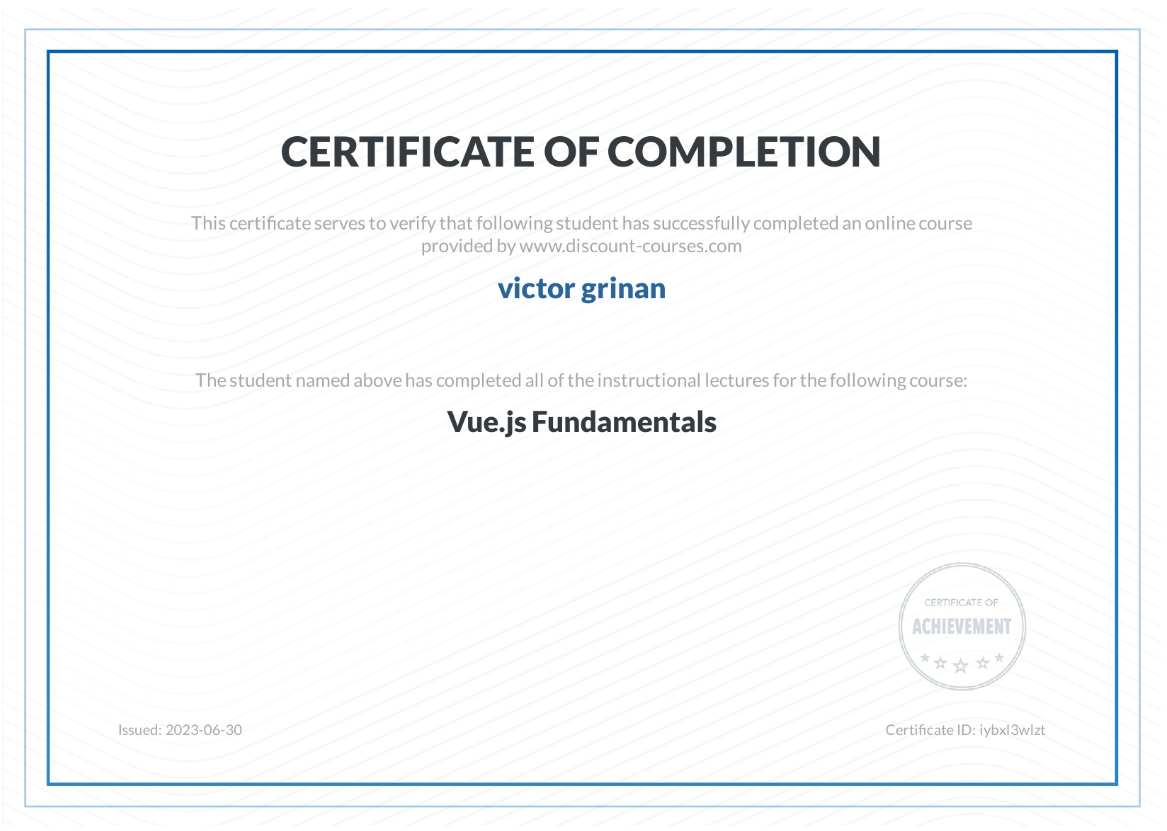 CERTIFICATE OF COMPLETION
This certificate serves to verify that following student has successfully completed an online course
provided by www.discount-courses.com
victor grinan
The student named above has completed all of the instructional lectures for the following course:
Vue.js Fundamentals
CERTIFICATE OF
ACHIEVEMENT
Issued: 2023-06-30
Certificate ID: iybxl3wlzt